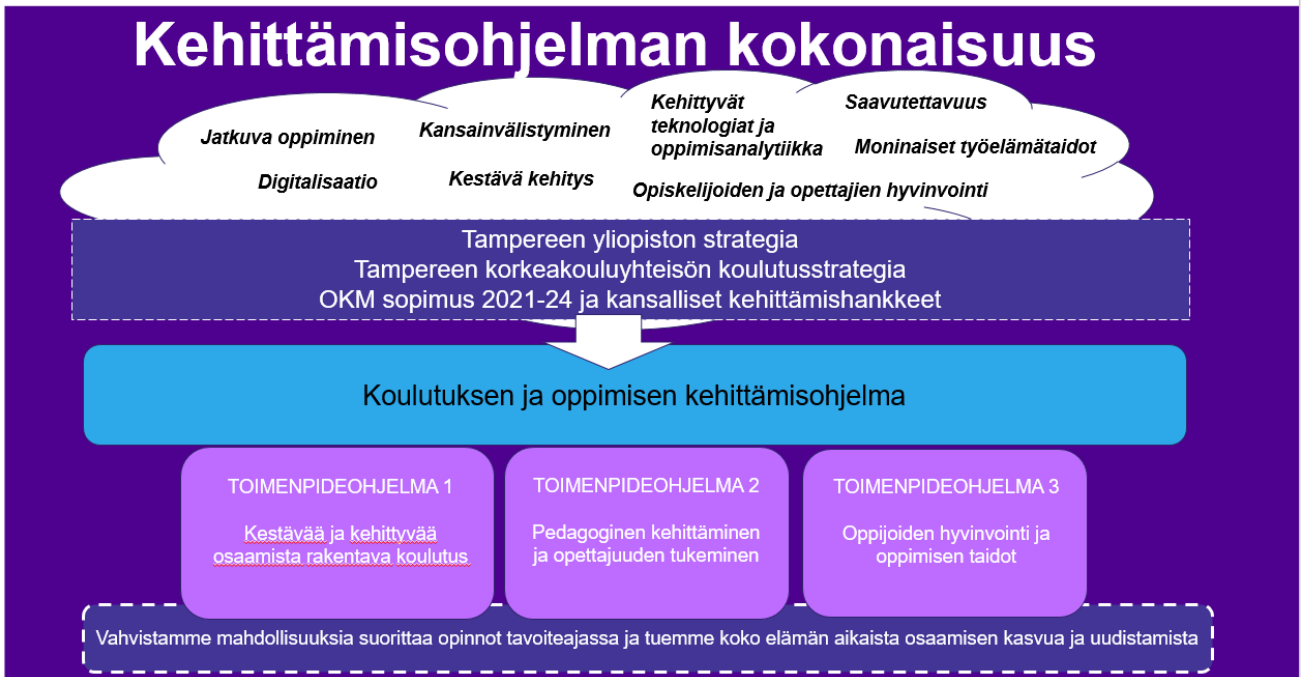 Kehittämisohjelman kokonaisuus
Jatkuva oppiminen
Kansainvälistyminen
Kehittyvät
teknologiat ja
oppimisanalytiikka
Saavutettavuus
Moninaiset työelämätaidot
Digitalisaatio
Kestävä kehitys
Opiskelijoiden ja opettajien hyvinvointi
Tampereen yliopiston strategia
Tampereen korkeakouluyhteisön koulutusstrategia
OKM sopimus 2021-24 ja kansalliset kehittämishankkeet
Koulutuksen ja oppimisen kehittämisohjelma
TOIMENPIDEOHJELMA 1
Kestävää ja kehittyvää
osaamista rakentava koulutus
TOIMENPIDEOHJELMA 2
Pedagoginen kehittäminen
ja opettajuuden tukeminen
TOIMENPIDEOHJELMA 3
Oppijoiden hyvinvointi ja
oppimisen taidot
Vahvistamme mahdollisuuksia suorittaa opinnot tavoiteajassa ja tuemme koko elämän aikaista osaamisen kasvua ja uudistamista